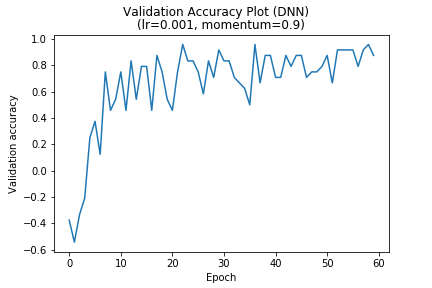 Validation Accuracy Plot (DNN)
(lr=0.001, momentum=0.9)
1.0
0.8
0.6
0.4
0.2
0.0
−0.2
−0.4
−0.6
Validation accuracy
0 10 20 30 40 50 60
Epoch